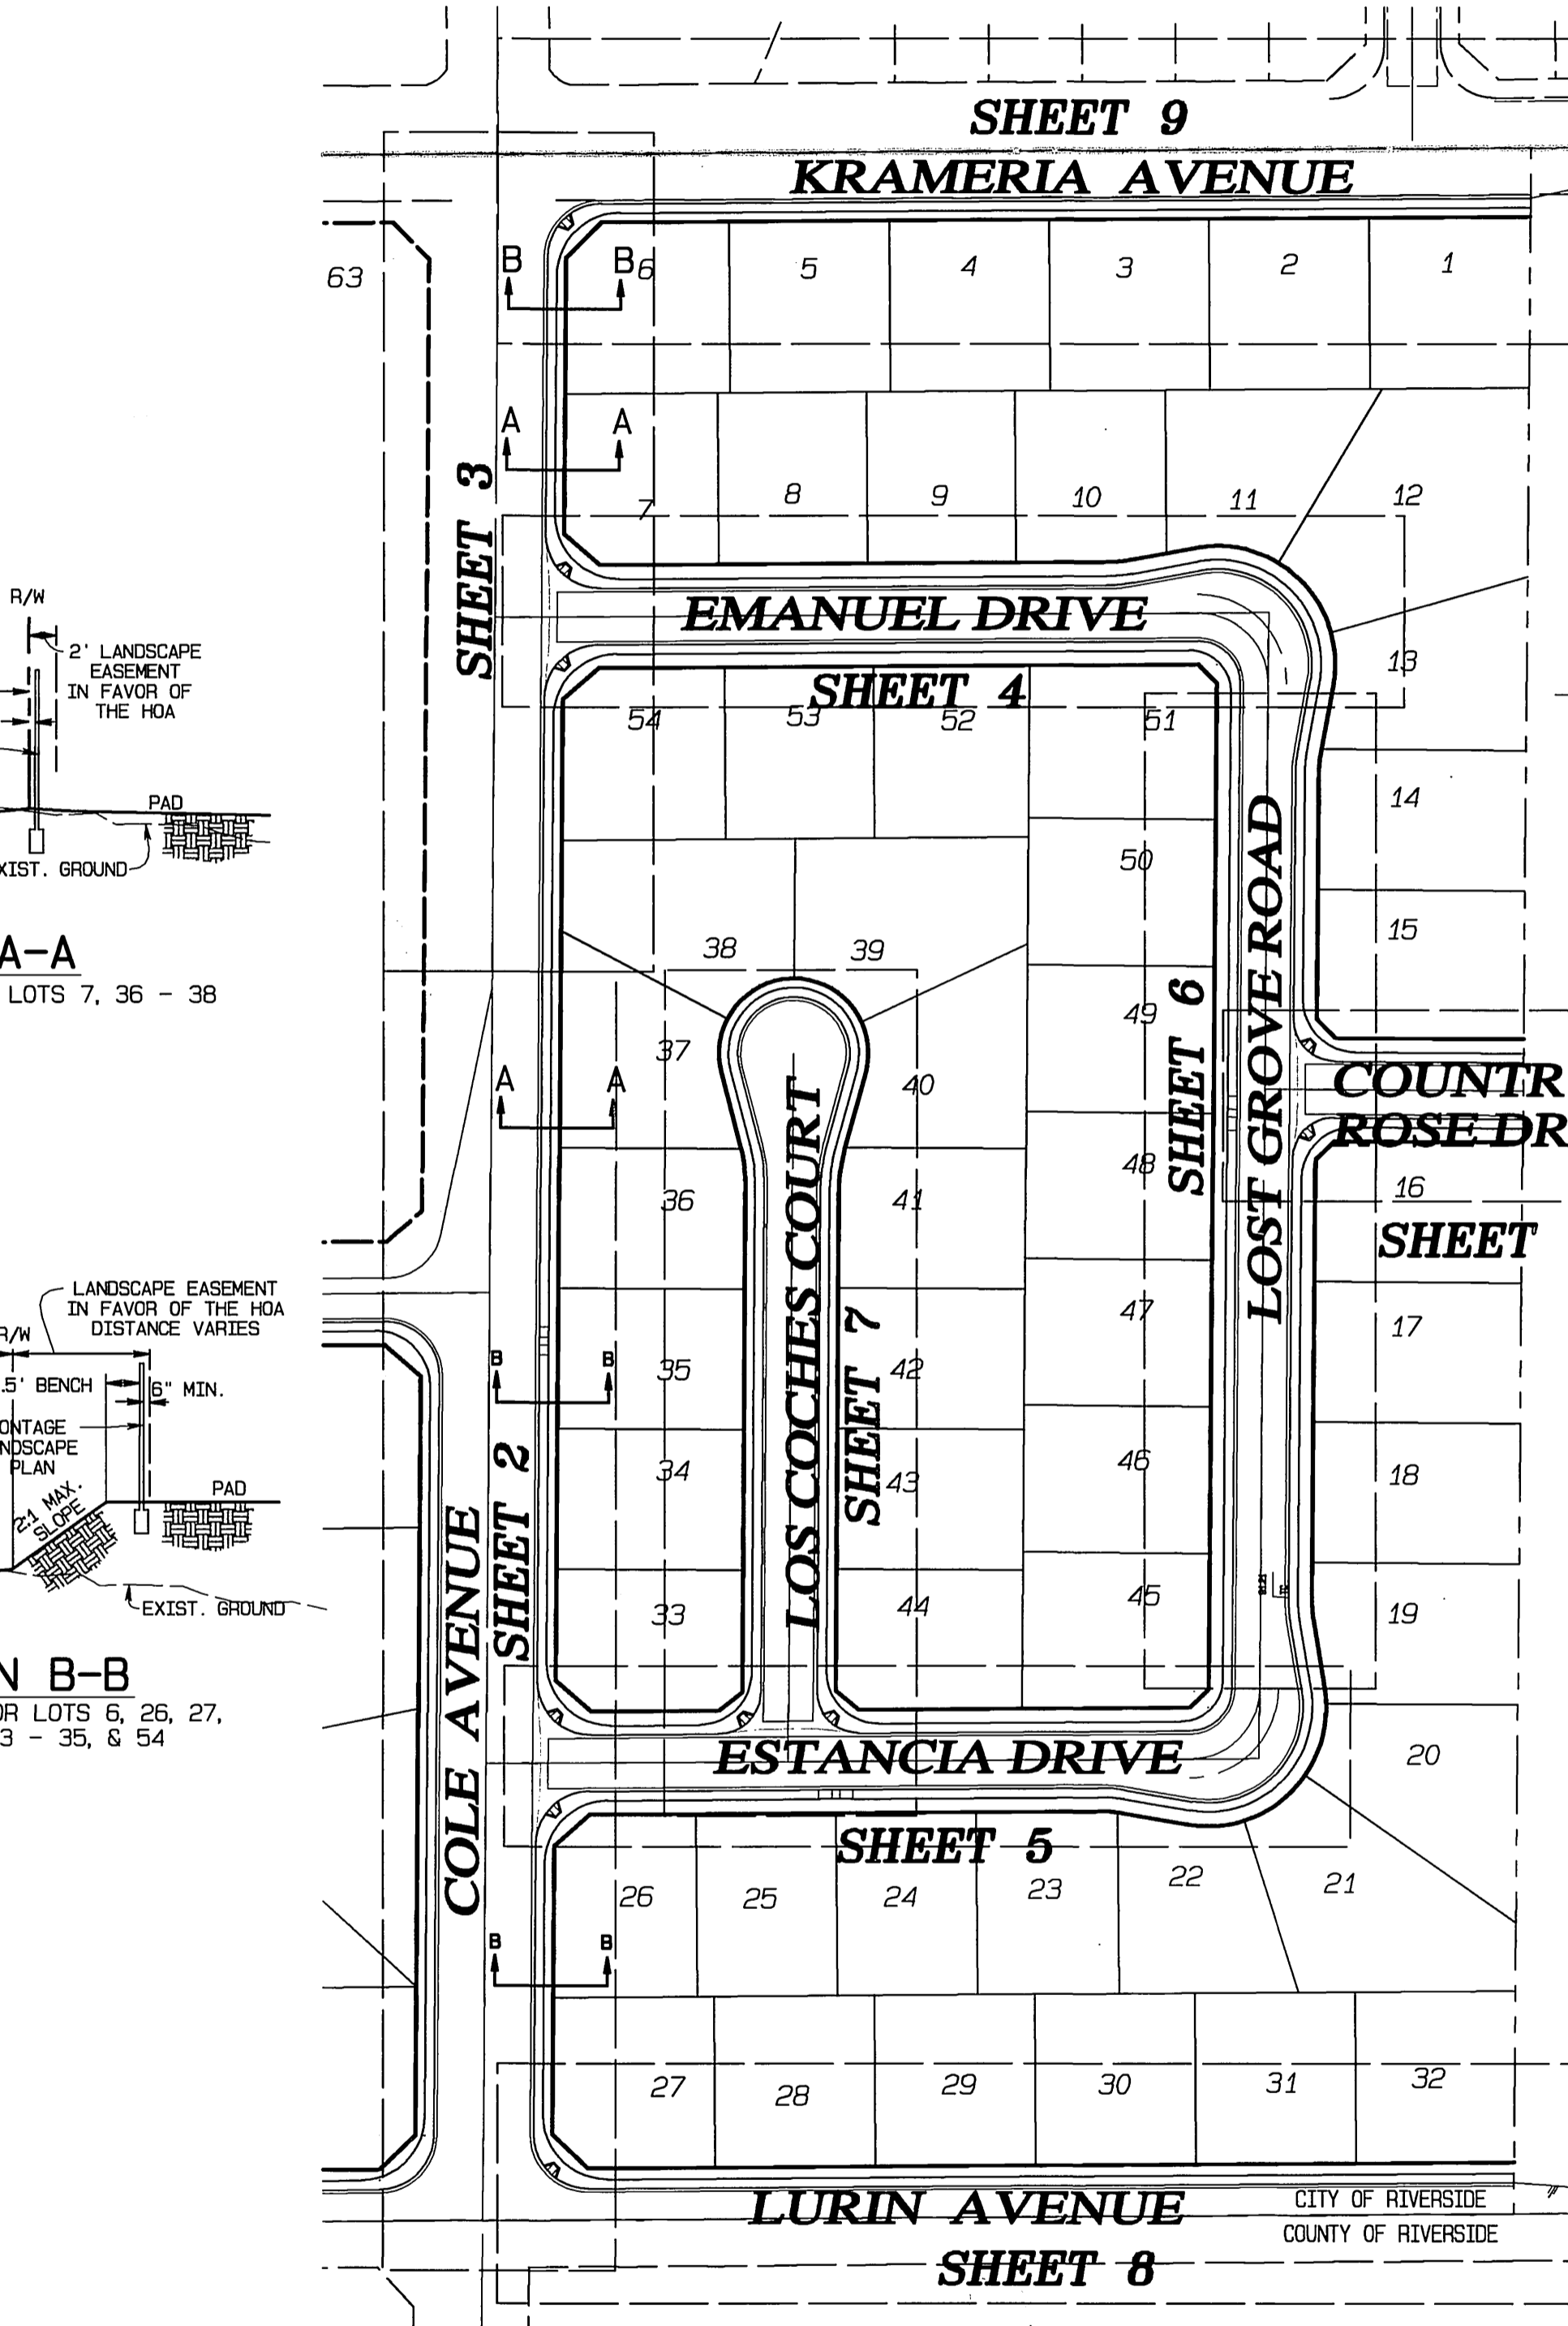 SHEET 9
KRAMERIA AVENUE
63
B B
6 5 4 3 2 1
A A
SHEET 3
7 8 9 10 11 12
EMANUEL DRIVE
13
SHEET 4
54 53 52 51
R/W
2' LANDSCAPE
EASEMENT
IN FAVOR OF
THE HOA
PAD
XIST. GROUND
A-A
LOTS 7, 36 - 38
14
50
15
38 39
49
SHEET 6
LOST GROVE ROAD
37
40
A A
COUNTR
ROSE DR
48
16
SHEET
36
41
LOS COCHES COURT
SHEET 7
47
17
LANDSCAPE EASEMENT
IN FAVOR OF THE HOA
DISTANCE VARIES
R/W
.5' BENCH
6" MIN.
ONTAGE
NDSCAPE
PLAN
2:1 MAX.
SLOPE
PAD
EXIST. GROUND
N B-B
OR LOTS 6, 26, 27,
3 - 35, & 54
B B
35
42
34
43
46
18
COLE AVENUE
SHEET 2
33
44
45
19
ESTANCIA DRIVE
20
SHEET 5
26 25 24 23 22 21
B B
27 28 29 30 31 32
LURIN AVENUE
CITY OF RIVERSIDE
COUNTY OF RIVERSIDE
SHEET 8